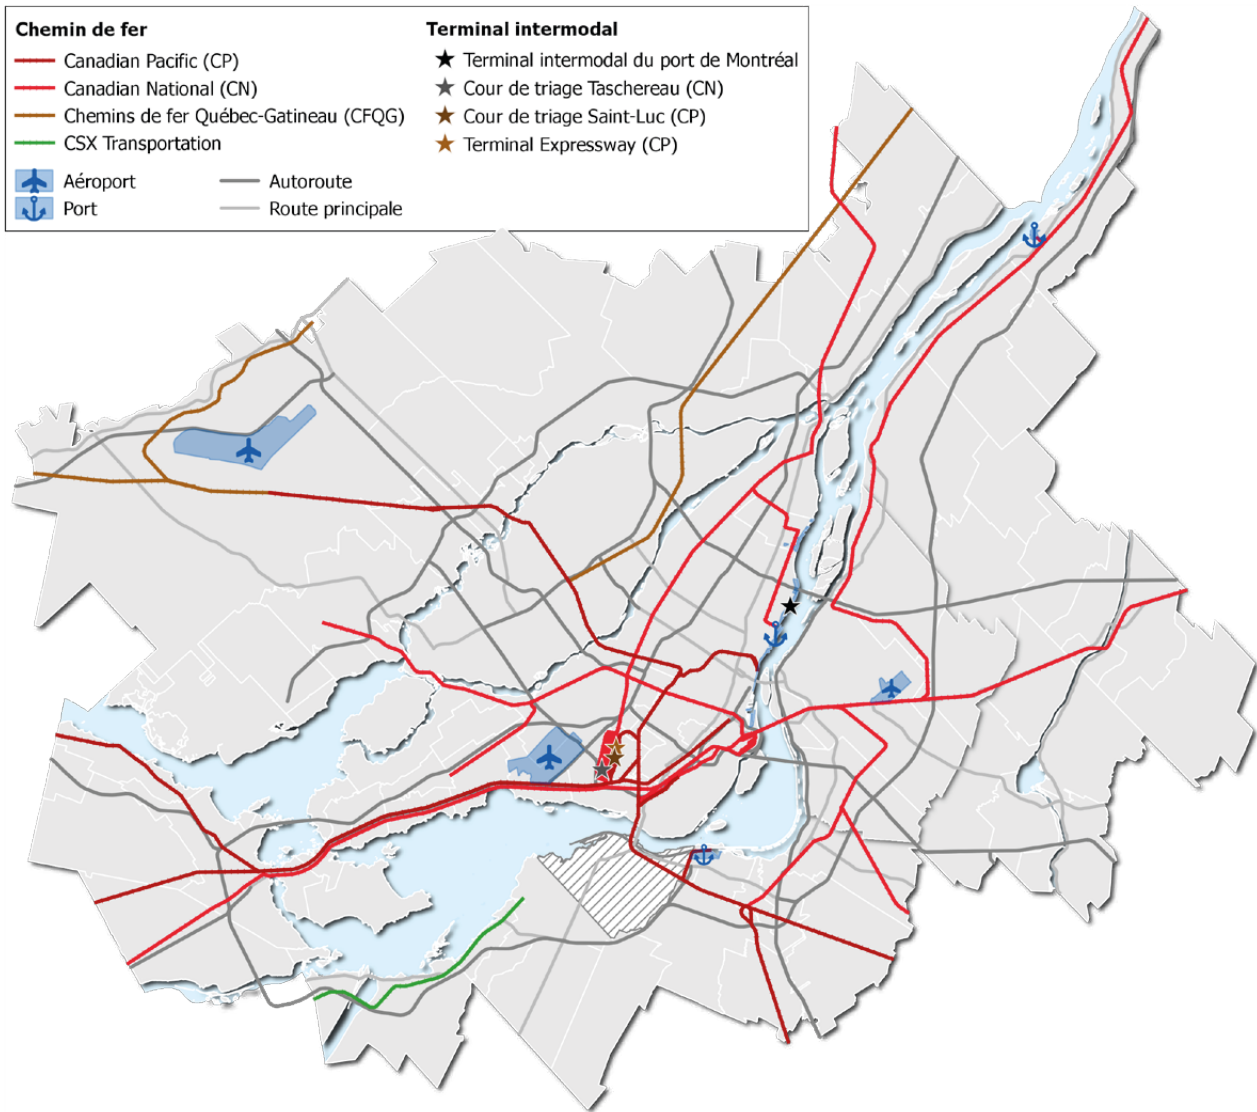 Chemin de fer
Canadian Pacific (CP)
Canadian National (CN)
Chemins de fer Québec-Gatineau (CFQG)
CSX Transportation
Aéroport
Port
Autoroute
Route principale
Terminal intermodal
Terminal intermodal du port de Montréal
Cour de triage Taschereau (CN)
Cour de triage Saint-Luc (CP)
Terminal Expressway (CP)